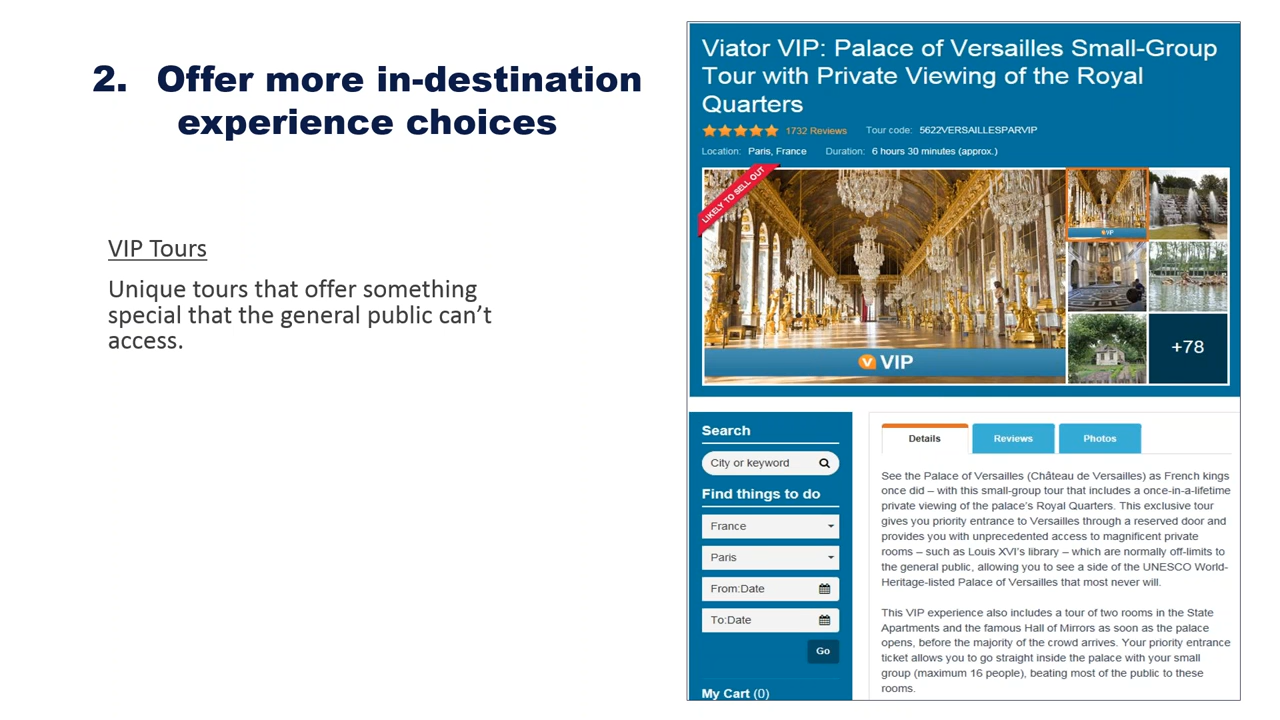 2. Offer more in-destination
experience choices
VIP Tours
Unique tours that offer something
special that the general public can’t
access.
Viator VIP: Palace of Versailles Small-Group
Tour with Private Viewing of the Royal
Quarters
1732 Reviews Tour code: 5622VERSAILLESPARVIP
Location: Paris, France Duration: 6 hours 30 minutes (approx.)
LIKELY TO SELL OUT
VIP
VIP
+78
Search
City or keyword
Find things to do
France
Paris
From:Date
To:Date
Go
My Cart (0)
Details Reviews Photos
See the Palace of Versailles (Château de Versailles) as French kings
once did – with this small-group tour that includes a once-in-a-lifetime
private viewing of the palace's Royal Quarters. This exclusive tour
gives you priority entrance to Versailles through a reserved door and
provides you with unprecedented access to magnificent private
rooms – such as Louis XVI's library – which are normally off-limits to
the general public, allowing you to see a side of the UNESCO World-
Heritage-listed Palace of Versailles that most never will.
This VIP experience also includes a tour of two rooms in the State
Apartments and the famous Hall of Mirrors as soon as the palace
opens, before the majority of the crowd arrives. Your priority entrance
ticket allows you to go straight inside the palace with your small
group (maximum 16 people), beating most of the public to these
rooms.